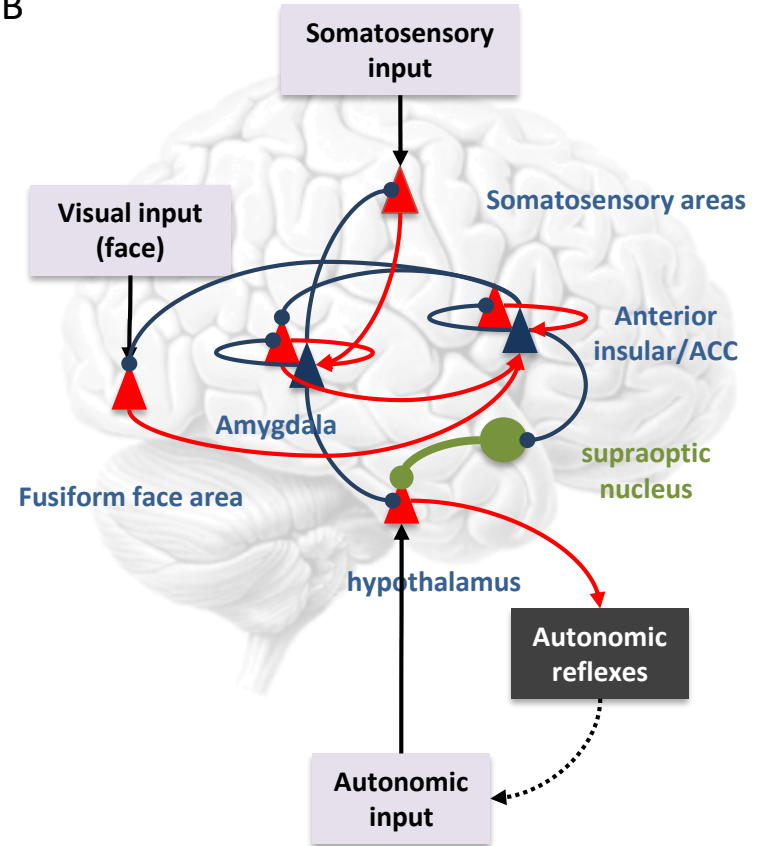 B
Somatosensory
input
Visual input
(face)
Somatosensory areas
Anterior
insular/ACC
Amygdala
supraoptic
nucleus
Fusiform face area
hypothalamus
Autonomic
reflexes
Autonomic
input